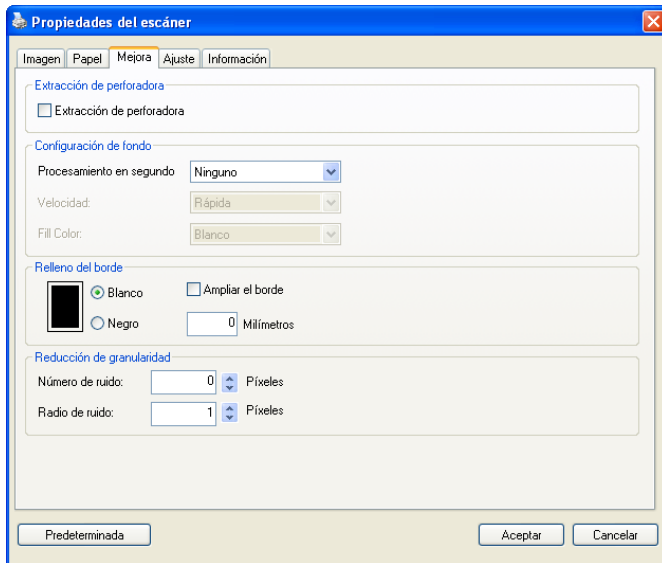 Propiedades del escáner
Imagen Papel Mejora Ajuste Información
Extracción de perforadora
Extracción de perforadora
Configuración de fondo
Procesamiento en segundo Ninguno
Velocidad: Rápida
Fill Color: Blanco
Relleno del borde
Blanco Ampliar el borde
Negro 0 Milímetros
Reducción de granularidad
Número de ruido: 0 Píxeles
Radio de ruido: 1 Píxeles
Predeterminada Aceptar Cancelar